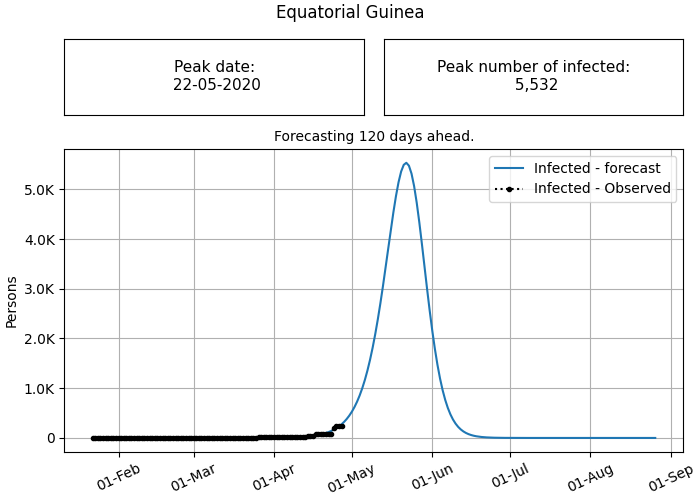 Equatorial Guinea
Peak date:
22-05-2020
Peak number of infected:
5,532
Forecasting 120 days ahead.
Infected - forecast
Infected - Observed
Persons
5.0K
4.0K
3.0K
2.0K
1.0K
0
01-Feb
01-Mar
01-Apr
01-May
01-Jun
01-Jul
01-Aug
01-Sep